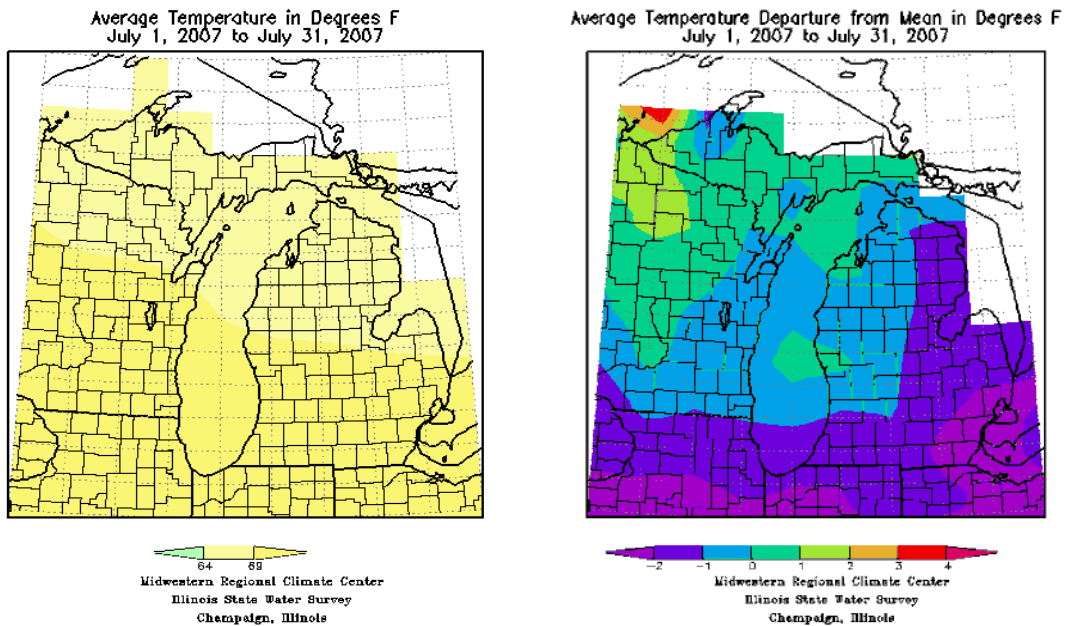 Average Temperature in Degrees F
July 1, 2007 to July 31, 2007
64 69
Midwestern Regional Climate Center
Illinois State Water Survey
Champaign, Illinois
Average Temperature Departure from Mean in Degrees F
July 1, 2007 to July 31, 2007
-2 -1 0 1 2 3 4
Midwestern Regional Climate Center
Illinois State Water Survey
Champaign, Illinois